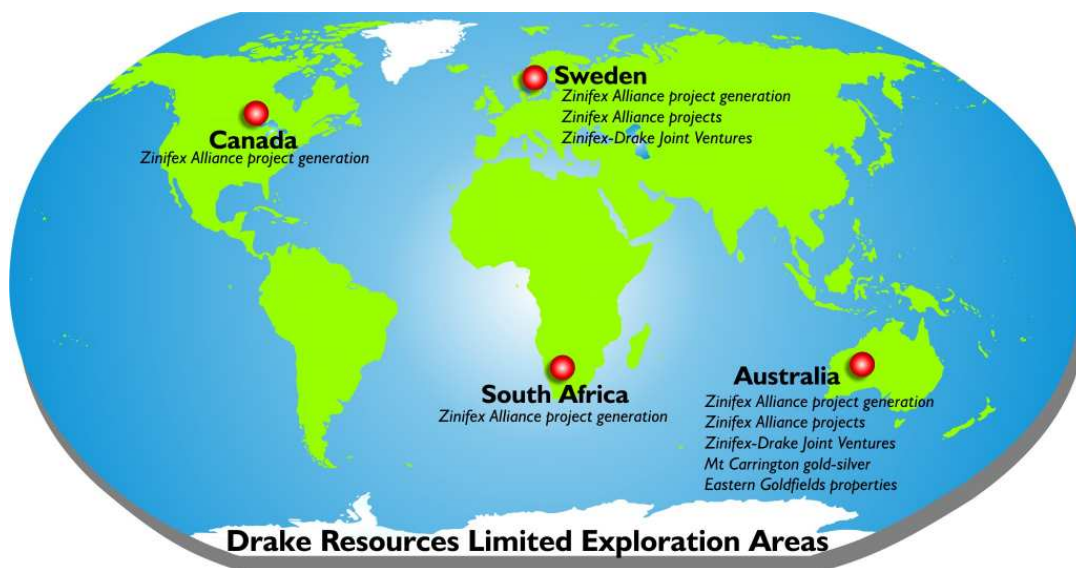 Sweden
Zinifex Alliance project generation
Zinifex Alliance projects
Zinifex-Drake Joint Ventures
Canada
Zinifex Alliance project generation
South Africa
Zinifex Alliance project generation
Australia
Zinifex Alliance project generation
Zinifex Alliance projects
Zinifex-Drake Joint Ventures
Mt Carrington gold-silver
Eastern Goldfields properties
Drake Resources Limited Exploration Areas